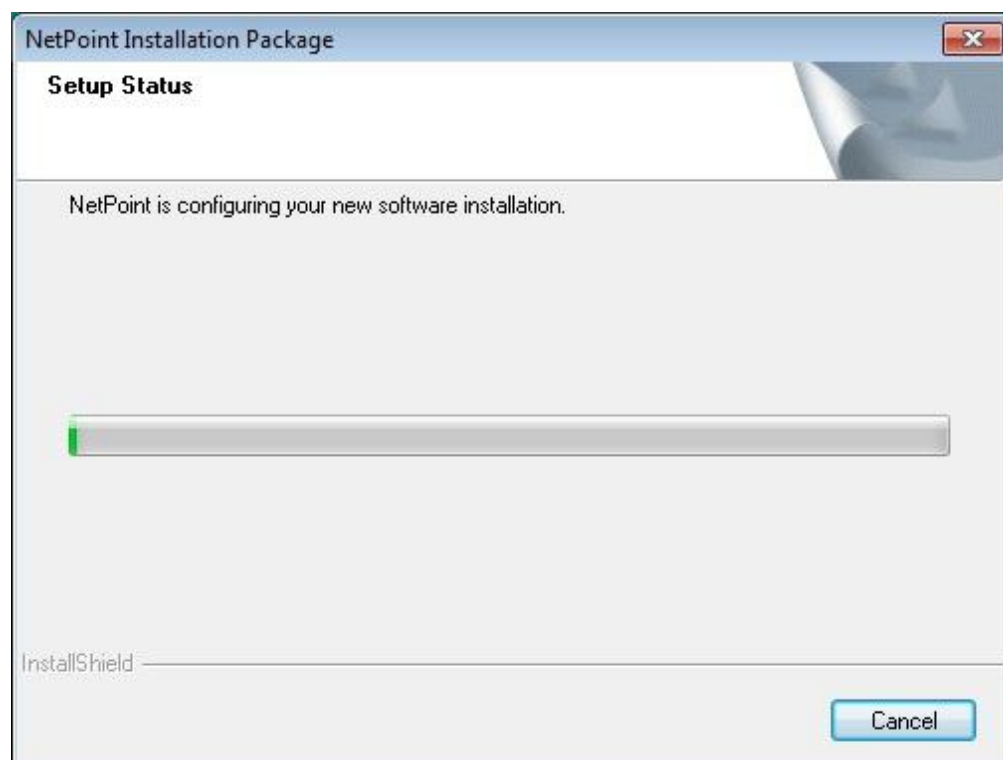 NetPoint Installation Package
Setup Status
NetPoint is configuring your new software installation.
InstallShield
Cancel